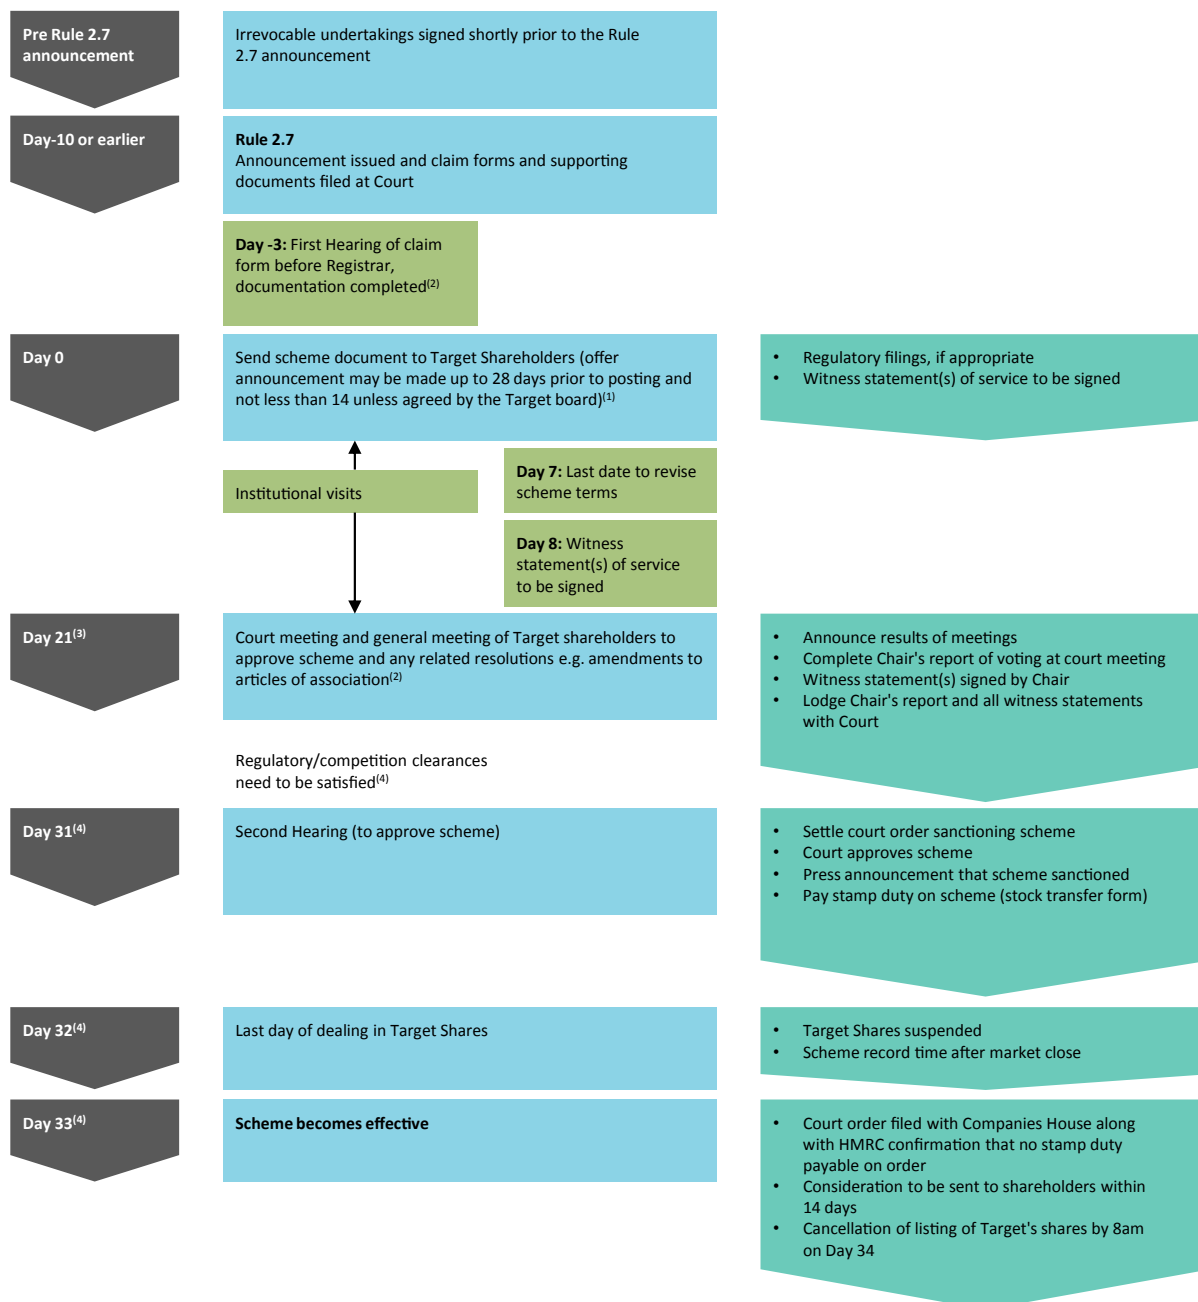 Pre Rule 2.7
announcement
Irrevocable undertakings signed shortly prior to the Rule
2.7 announcement
Day-10 or earlier
Rule 2.7
Announcement issued and claim forms and supporting
documents filed at Court
Day -3: First Hearing of claim
form before Registrar,
documentation completed(2)
Day 0
Send scheme document to Target Shareholders (offer
announcement may be made up to 28 days prior to posting and
not less than 14 unless agreed by the Target board)(1)
• Regulatory filings, if appropriate
• Witness statement(s) of service to be signed
Institutional visits
Day 7: Last date to revise
scheme terms
Day 8: Witness
statement(s) of service
to be signed
Day 21(3)
Court meeting and general meeting of Target shareholders to
approve scheme and any related resolutions e.g. amendments to
articles of association(2)
• Announce results of meetings
• Complete Chair's report of voting at court meeting
• Witness statement(s) signed by Chair
• Lodge Chair's report and all witness statements
with Court
Regulatory/competition clearances
need to be satisfied(4)
Day 31(4)
Second Hearing (to approve scheme)
• Settle court order sanctioning scheme
• Court approves scheme
• Press announcement that scheme sanctioned
• Pay stamp duty on scheme (stock transfer form)
Day 32(4)
Last day of dealing in Target Shares
• Target Shares suspended
• Scheme record time after market close
Day 33(4)
Scheme becomes effective
• Court order filed with Companies House along
with HMRC confirmation that no stamp duty
payable on order
• Consideration to be sent to shareholders within
14 days
• Cancellation of listing of Target's shares by 8am
on Day 34